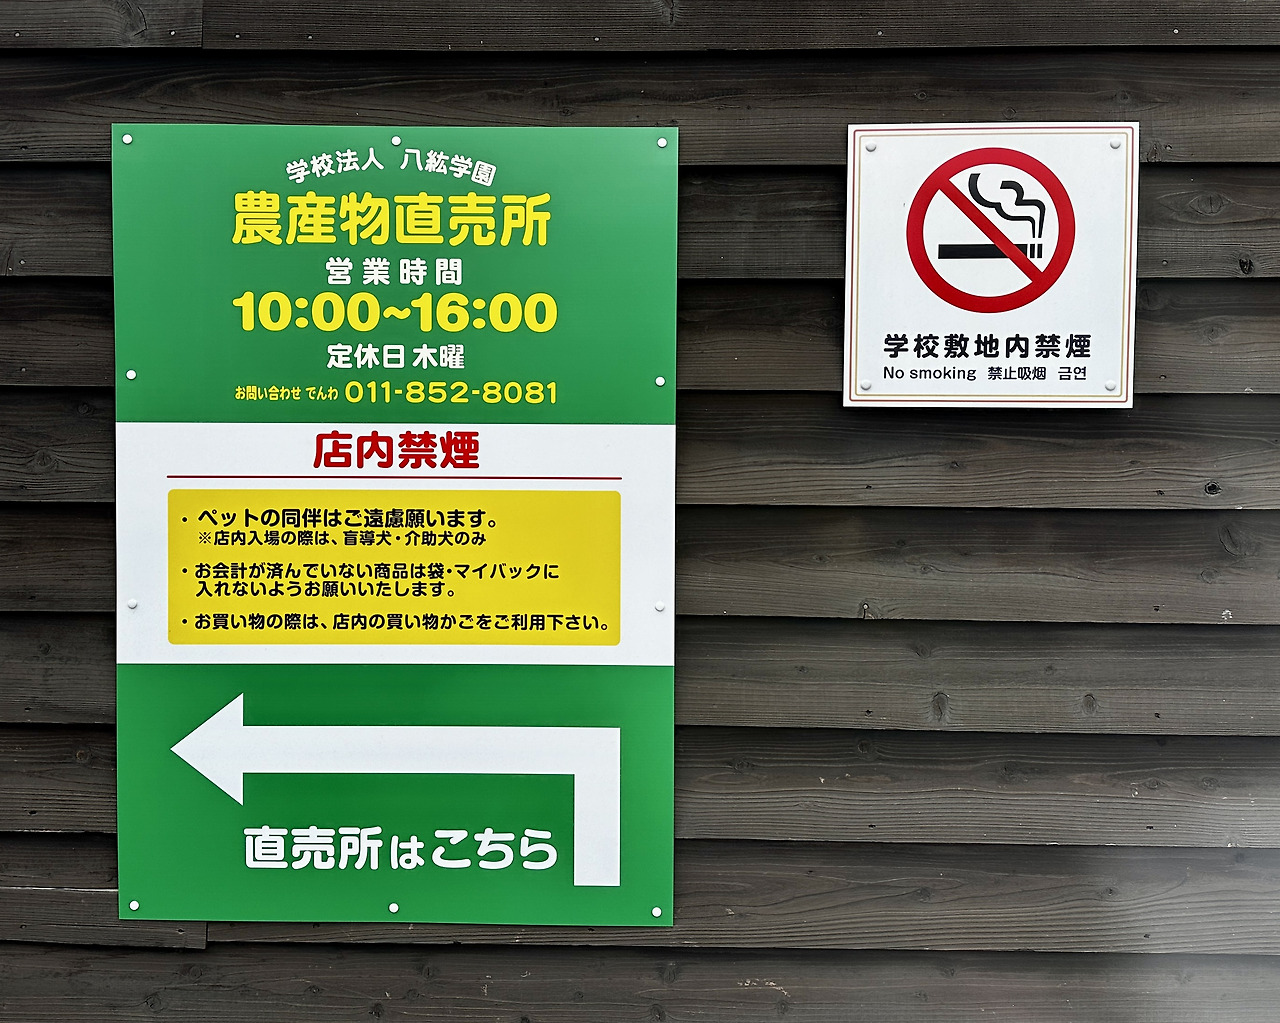 学校法人 八紘学園
農産物直売所
営業時間
10:00~16:00
定休日 木曜
お問い合わせ でんわ 011-852-8081
店内禁煙
・ペットの同伴はご遠慮願います。
※店内入場の際は、盲導犬・介助犬のみ
・お会計が済んでいない商品は袋・マイバックに
入れないようお願いいたします。
・お買い物の際は、店内の買い物かごをご利用下さい。
直売所はこちら
学校敷地内禁煙
No smoking 禁止吸烟 금연